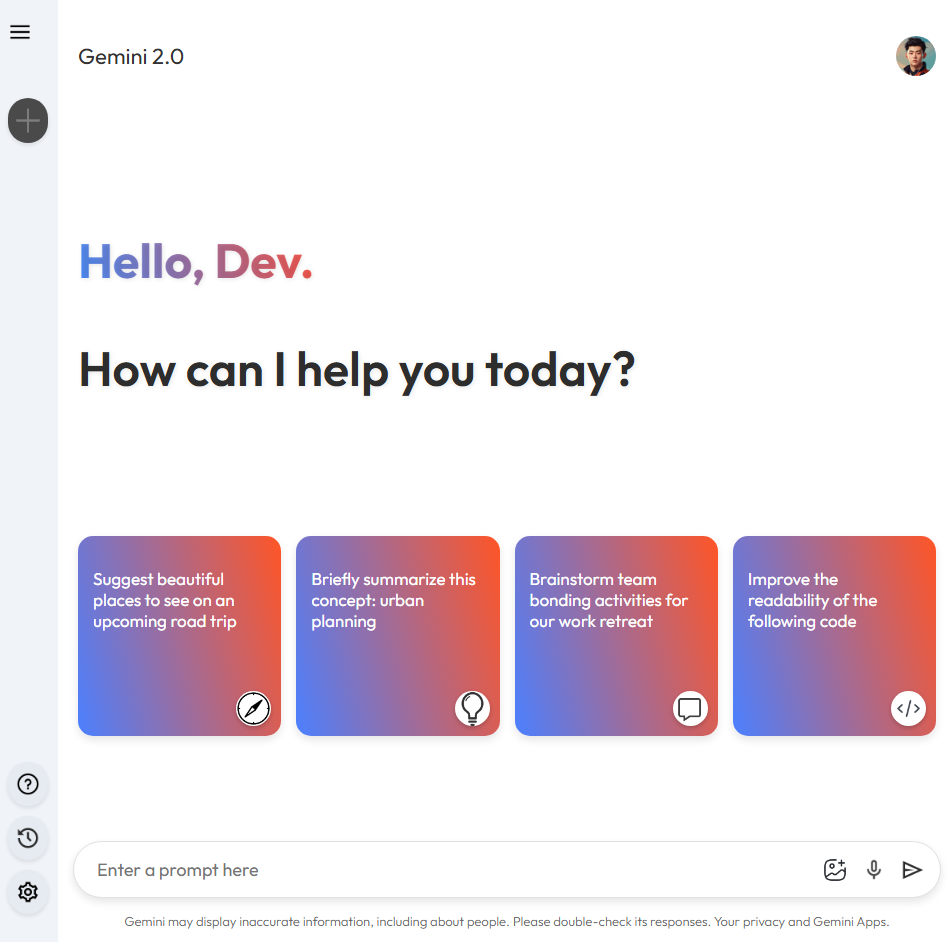 Gemini 2.0
Hello, Dev.
How can I help you today?
Suggest beautiful
places to see on an
upcoming road trip
Briefly summarize this
concept: urban
planning
Brainstorm team
bonding activities for
our work retreat
Improve the
readability of the
following code
Enter a prompt here
Gemini may display inaccurate information, including about people. Please double-check its responses. Your privacy and Gemini Apps.